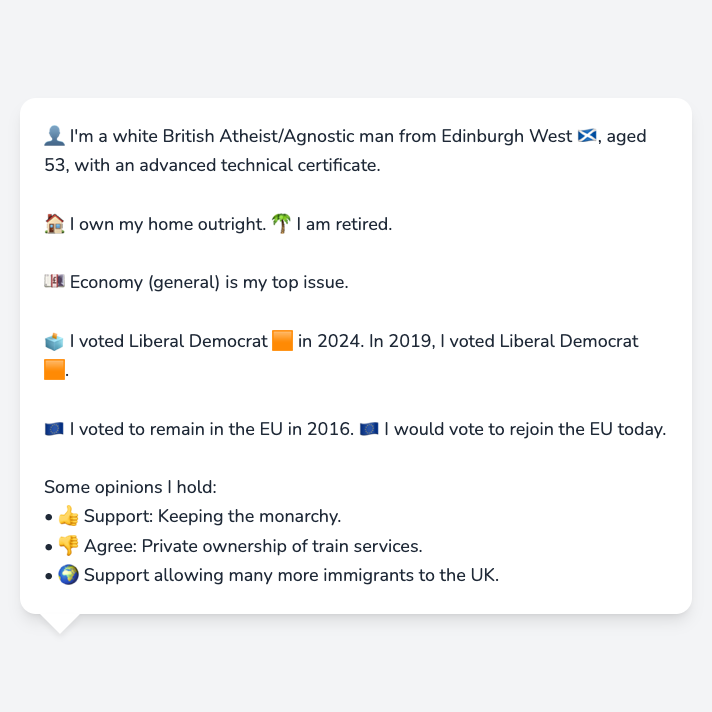 👤 I'm a white British Atheist/Agnostic man from Edinburgh West 🏴󠁧󠁢󠁳󠁣󠁴󠁿, aged
53, with an advanced technical certificate.
🏠 I own my home outright. 🌴 I am retired.
💷 Economy (general) is my top issue.
🗳️ I voted Liberal Democrat 🟧 in 2024. In 2019, I voted Liberal Democrat
🟧.
🇪🇺 I voted to remain in the EU in 2016. 🇪🇺 I would vote to rejoin the EU today.
Some opinions I hold:
• 👍 Support: Keeping the monarchy.
• 👎 Agree: Private ownership of train services.
• 🌍 Support allowing many more immigrants to the UK.